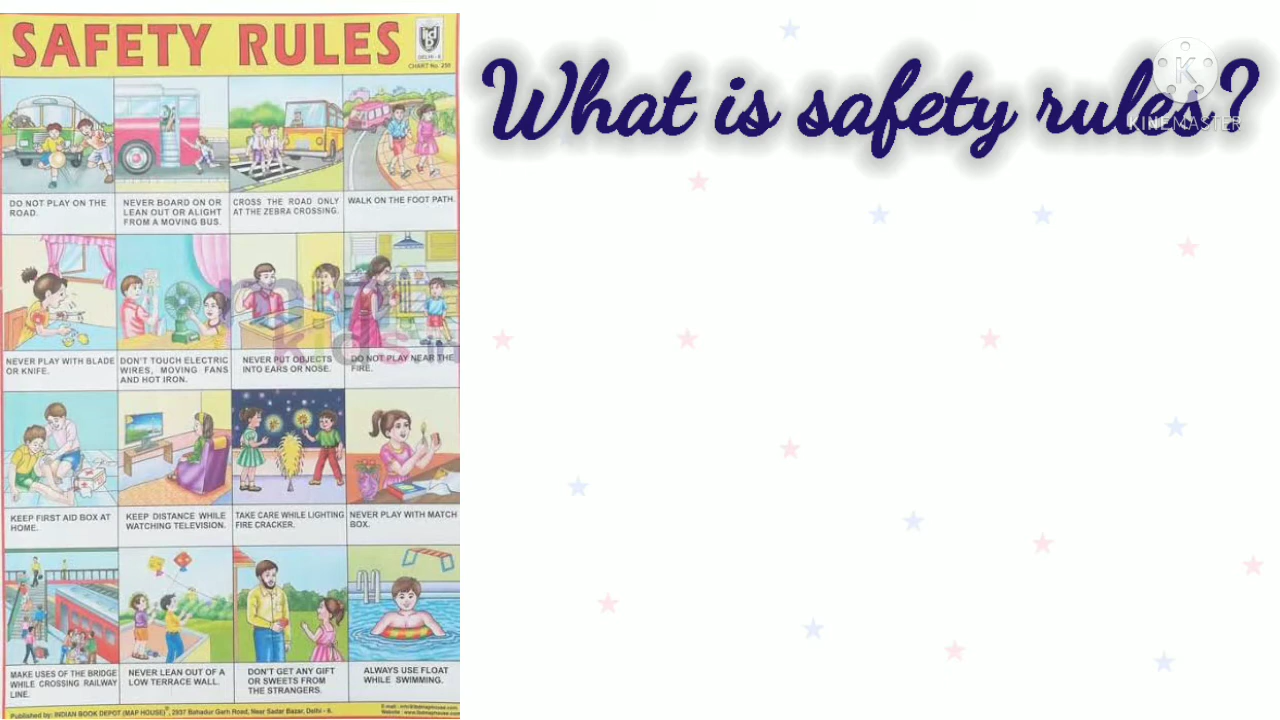 SAFETY RULES
DELHI - 6
CHART No. 250
What is safety rules?
KINEMASTER
DO NOT PLAY ON THE
ROAD.
NEVER BOARD ON OR
LEAN OUT OR ALIGHT
FROM A MOVING BUS.
CROSS THE ROAD ONLY
AT THE ZEBRA CROSSING.
WALK ON THE FOOT PATH.
NEVER PLAY WITH BLADE
OR KNIFE.
DON'T TOUCH ELECTRIC
WIRES, MOVING FANS
AND HOT IRON.
NEVER PUT OBJECTS
INTO EARS OR NOSE.
DO NOT PLAY NEAR THE
FIRE.
KEEP FIRST AID BOX AT
HOME.
KEEP DISTANCE WHILE
WATCHING TELEVISION.
TAKE CARE WHILE LIGHTING
FIRE CRACKER.
NEVER PLAY WITH MATCH
BOX.
MAKE USES OF THE BRIDGE
WHILE CROSSING RAILWAY
LINE.
NEVER LEAN OUT OF A
LOW TERRACE WALL.
DON'T GET ANY GIFT
OR SWEETS FROM
THE STRANGERS.
ALWAYS USE FLOAT
WHILE SWIMMING.
Published by: INDIAN BOOK DEPOT (MAP HOUSE)®, 2937 Bahadur Garh Road, Near Sadar Bazar, Delhi - 6.